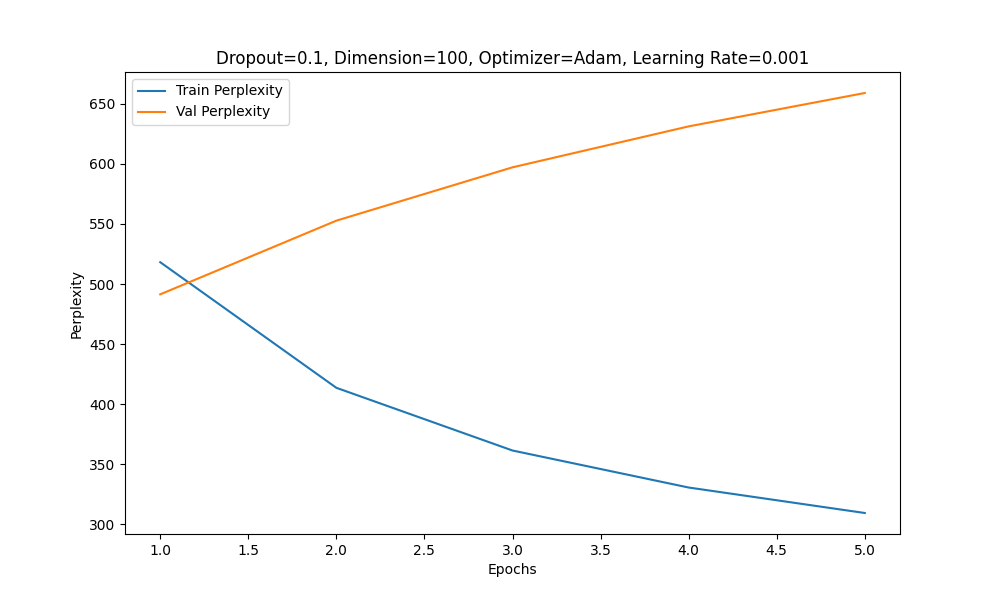 Dropout=0.1, Dimension=100, Optimizer=Adam, Learning Rate=0.001
Train Perplexity
Val Perplexity
Perplexity
650
600
550
500
450
400
350
300
1.0 1.5 2.0 2.5 3.0 3.5 4.0 4.5 5.0
Epochs